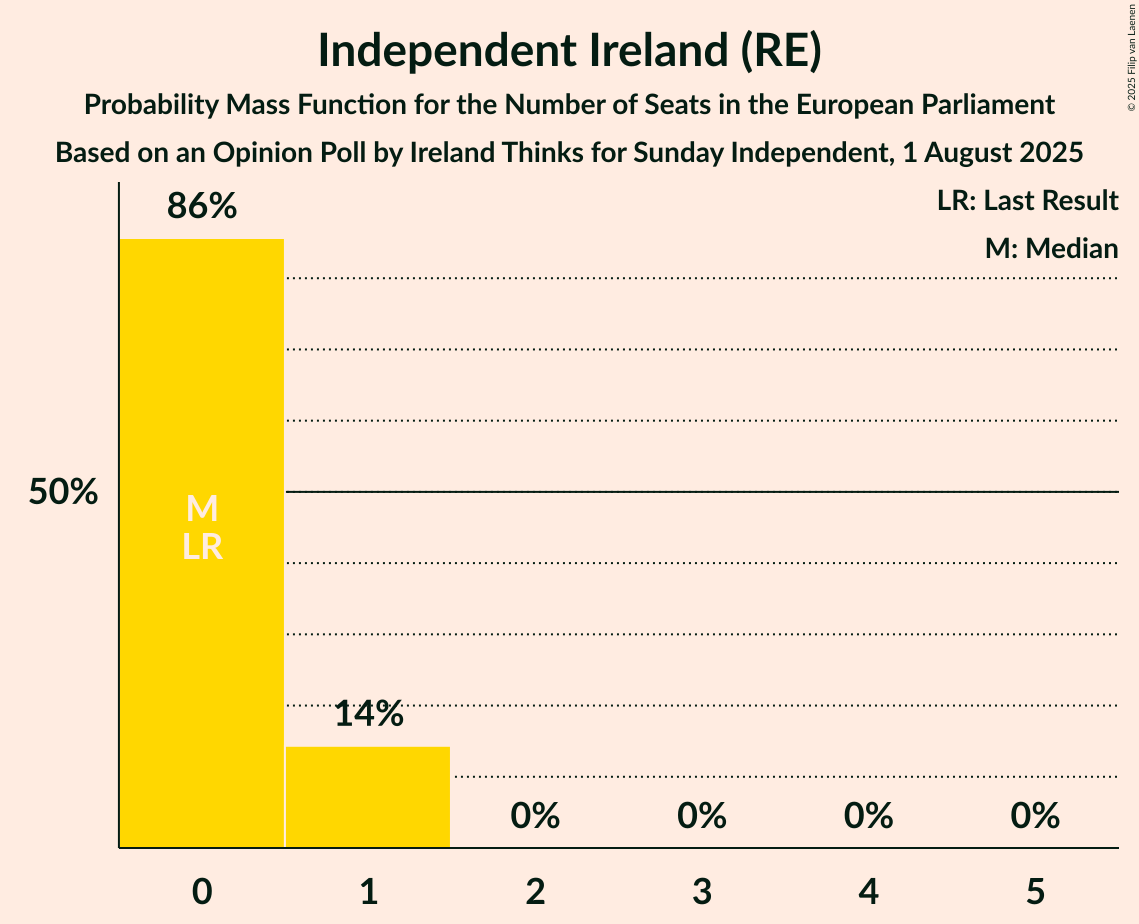 Independent Ireland (RE)
Probability Mass Function for the Number of Seats in the European Parliament
Based on an Opinion Poll by Ireland Thinks for Sunday Independent, 1 August 2025
© 2025 Filip van Laenen
LR: Last Result
M: Median
86%
50%
M
LR
14%
0% 0% 0% 0%
0 1 2 3 4 5